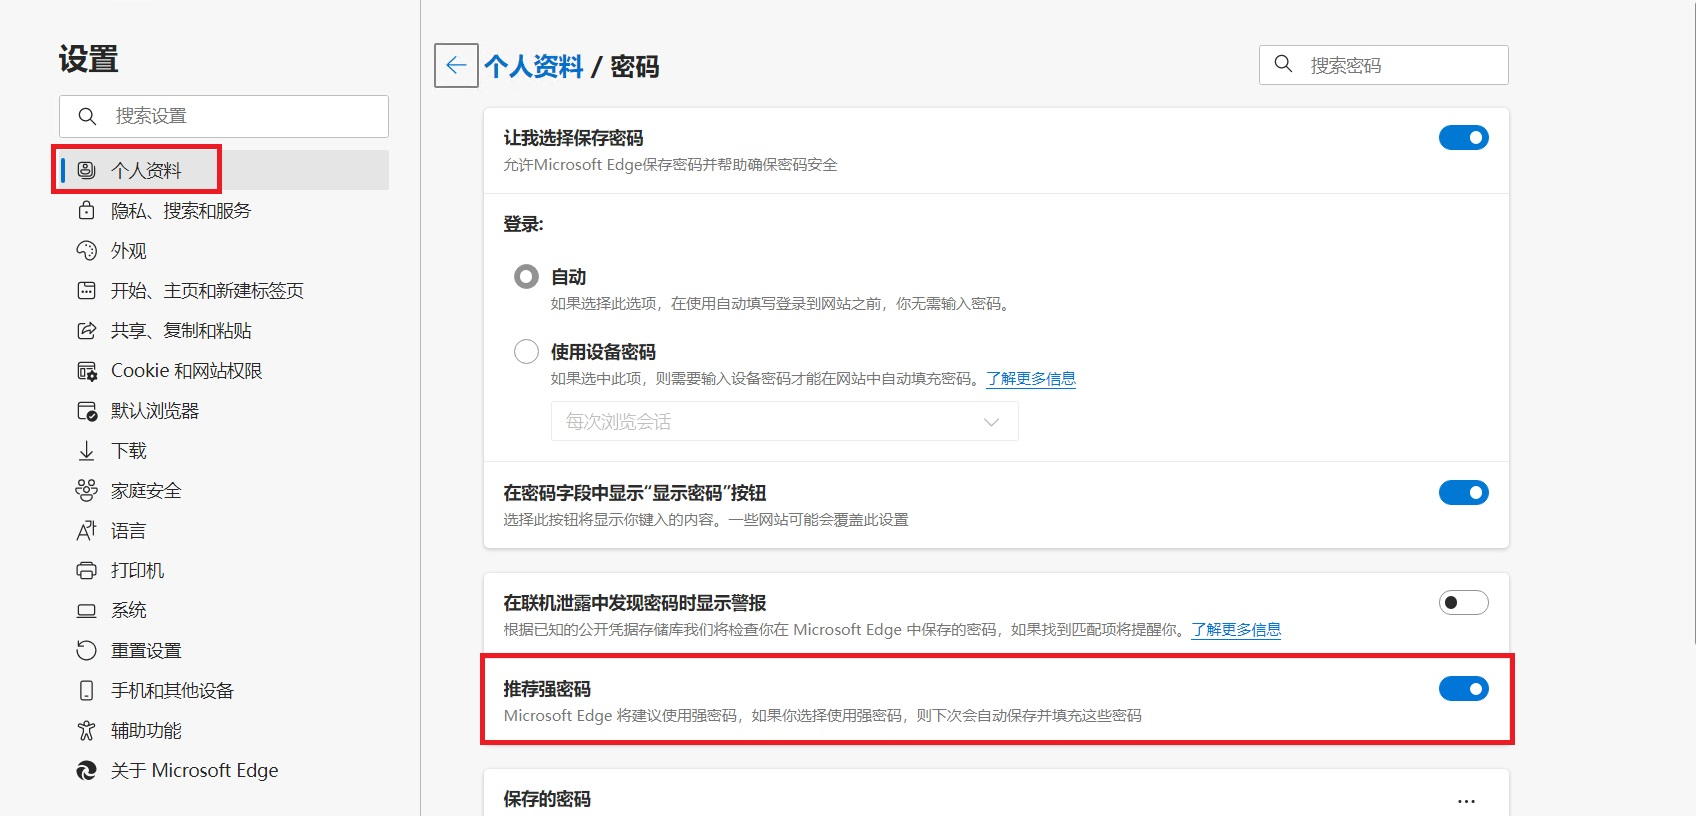 设置
搜索设置
个人资料
隐私、搜索和服务
外观
开始、主页和新建标签页
共享、复制和粘贴
Cookie 和网站权限
默认浏览器
下载
家庭安全
语言
打印机
系统
重置设置
手机和其他设备
辅助功能
关于 Microsoft Edge
个人资料 / 密码
搜索密码
让我选择保存密码
允许Microsoft Edge保存密码并帮助确保密码安全
登录:
自动
如果选择此选项，在使用自动填写登录到网站之前，你无需输入密码。
使用设备密码
如果选中此项，则需要输入设备密码才能在网站中自动填充密码。了解更多信息
每次浏览会话
在密码字段中显示“显示密码”按钮
选择此按钮将显示你键入的内容。一些网站可能会覆盖此设置
在联机泄露中发现密码时显示警报
根据已知的公开凭据存储库我们将检查你在 Microsoft Edge 中保存的密码，如果找到匹配项将提醒你。了解更多信息
推荐强密码
Microsoft Edge 将建议使用强密码，如果你选择使用强密码，则下次会自动保存并填充这些密码
保存的密码